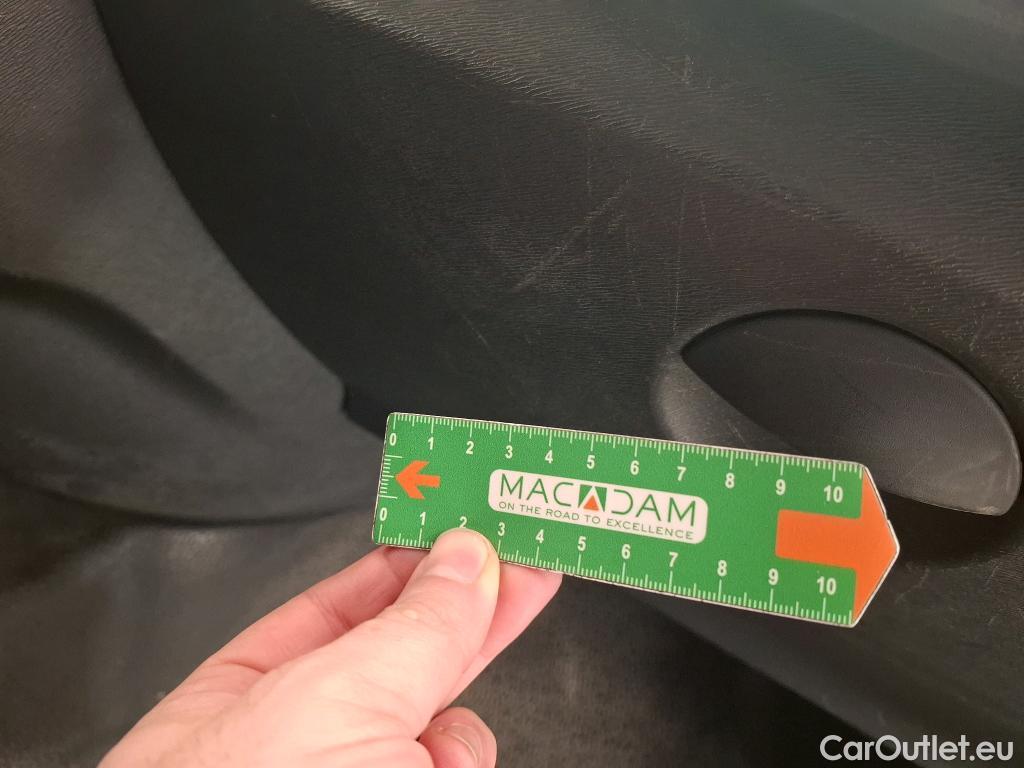 0 1 2 3 4 5 6 7 8 9 10
MACADAM
ON THE ROAD TO EXCELLENCE
0 1 2 3 4 5 6 7 8 9 10
CarOutlet.eu